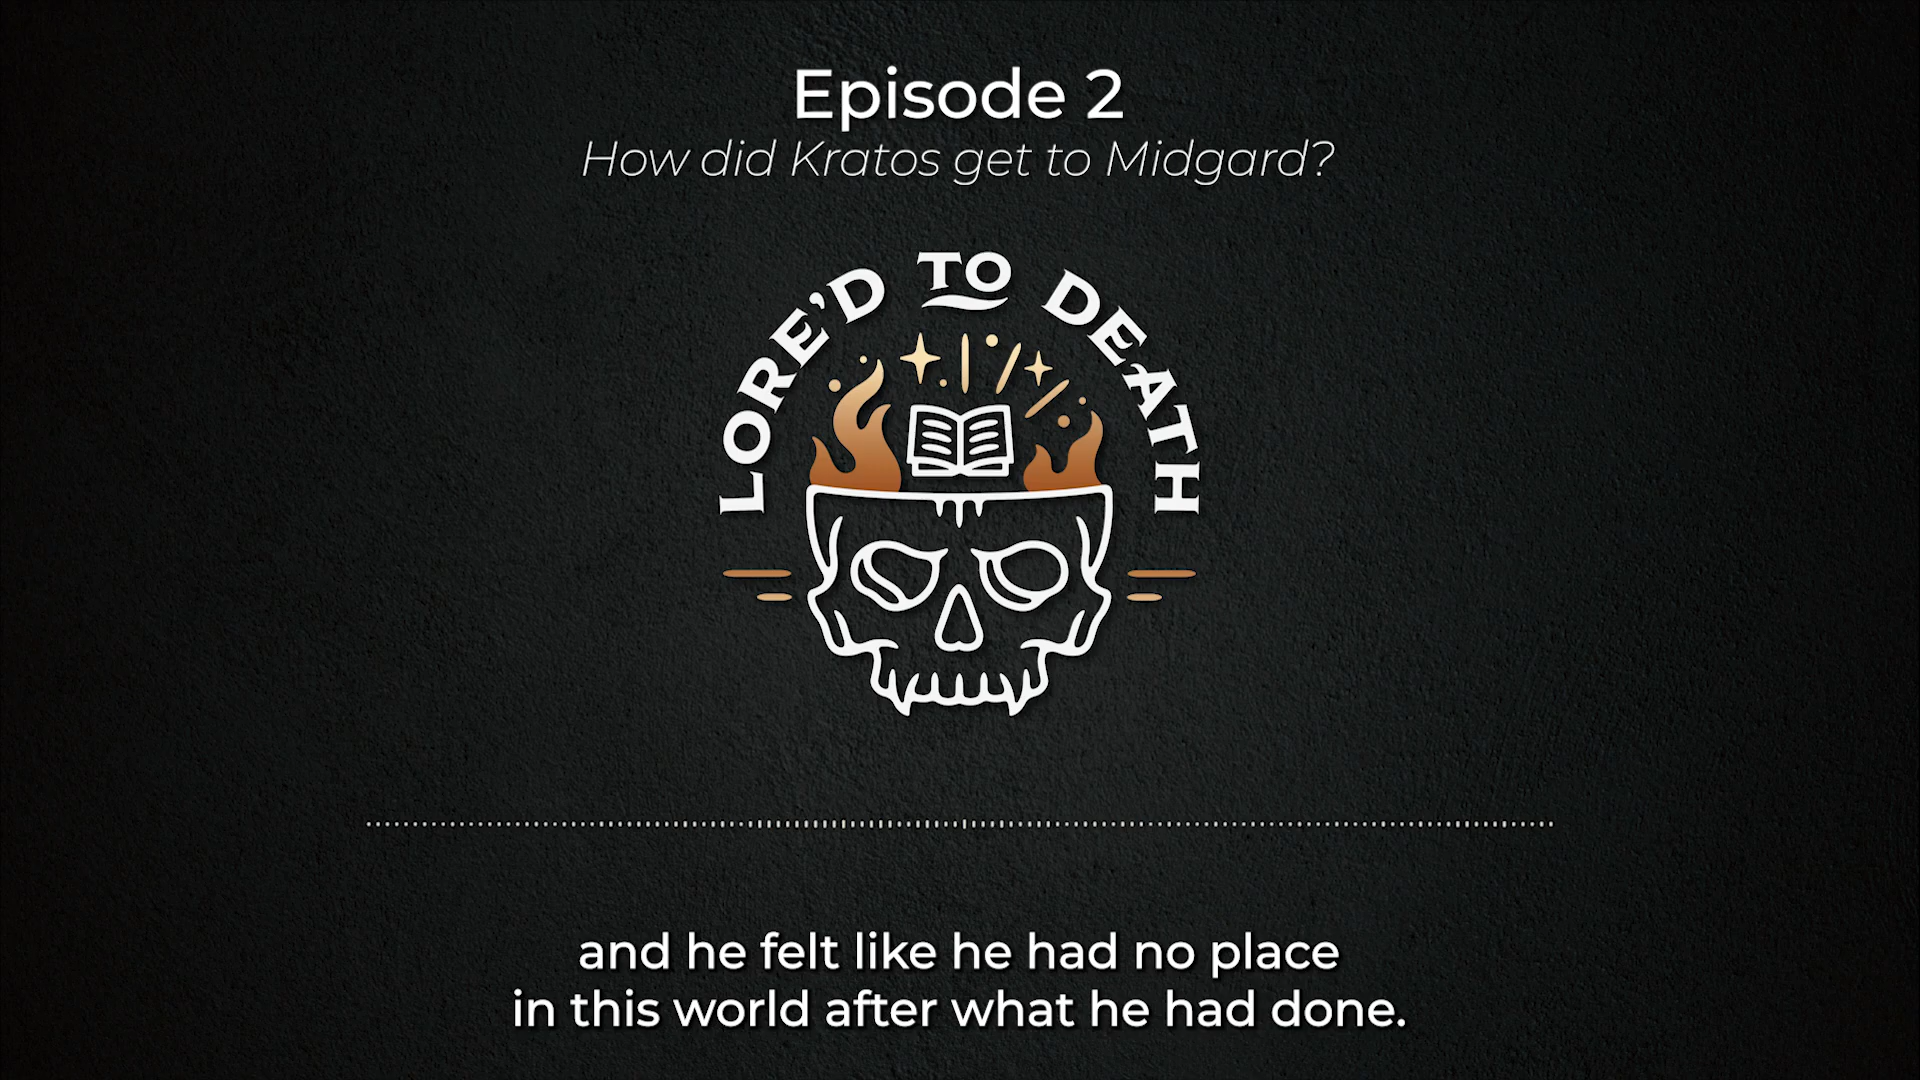 Episode 2
How did Kratos get to Midgard?
LORE'D TO DEATH
and he felt like he had no place
in this world after what he had done.